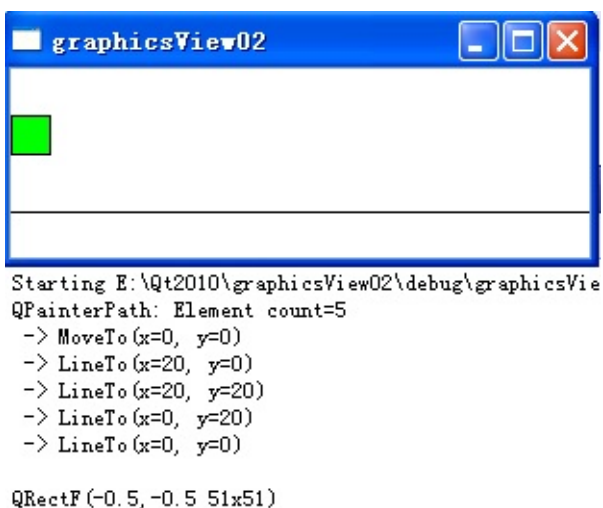 graphicsView02
Starting E:\Qt2010\graphicsView02\debug\graphicsVie
QPainterPath: Element count=5
-> MoveTo(x=0, y=0)
-> LineTo(x=20, y=0)
-> LineTo(x=20, y=20)
-> LineTo(x=0, y=20)
-> LineTo(x=0, y=0)
QRectF(-0.5,-0.5 51x51)